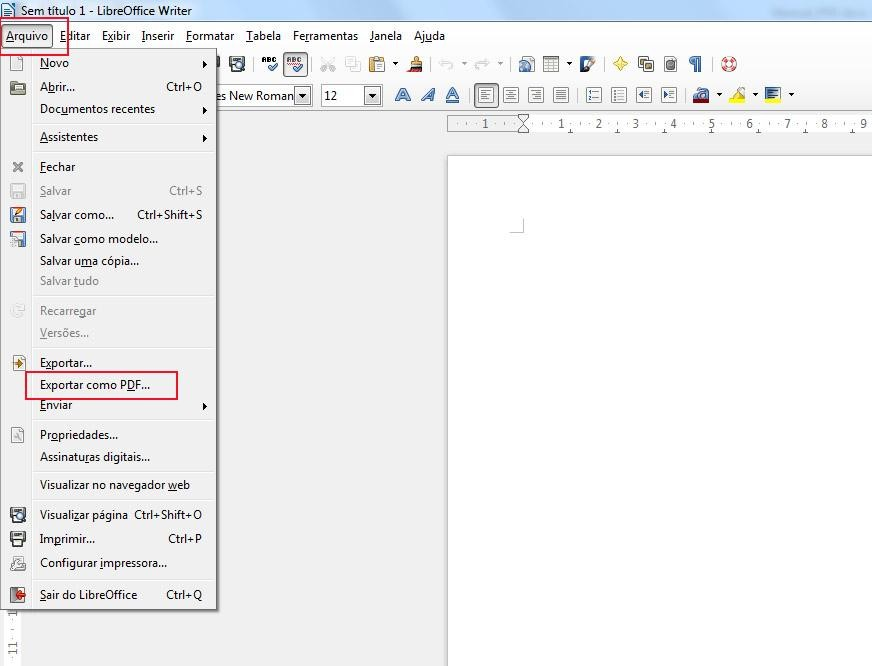 Sem título 1 - LibreOffice Writer
Arquivo Editar Exibir Inserir Formatar Tabela Ferramentas Janela Ajuda
Novo
Abrir... Ctrl+O
Documentos recentes
Assistentes
Fechar
Salvar Ctrl+S
Salvar como... Ctrl+Shift+S
Salvar como modelo...
Salvar uma cópia...
Salvar tudo
Recarregar
Versões...
Exportar...
Exportar como PDF...
Enviar
Propriedades...
Assinaturas digitais...
Visualizar no navegador web
Visualizar página Ctrl+Shift+O
Imprimir... Ctrl+P
Configurar impressora...
Sair do LibreOffice Ctrl+Q
ABC ABC
es New Roman 12
1 1 2 3 4 5 6 7 8 9
11